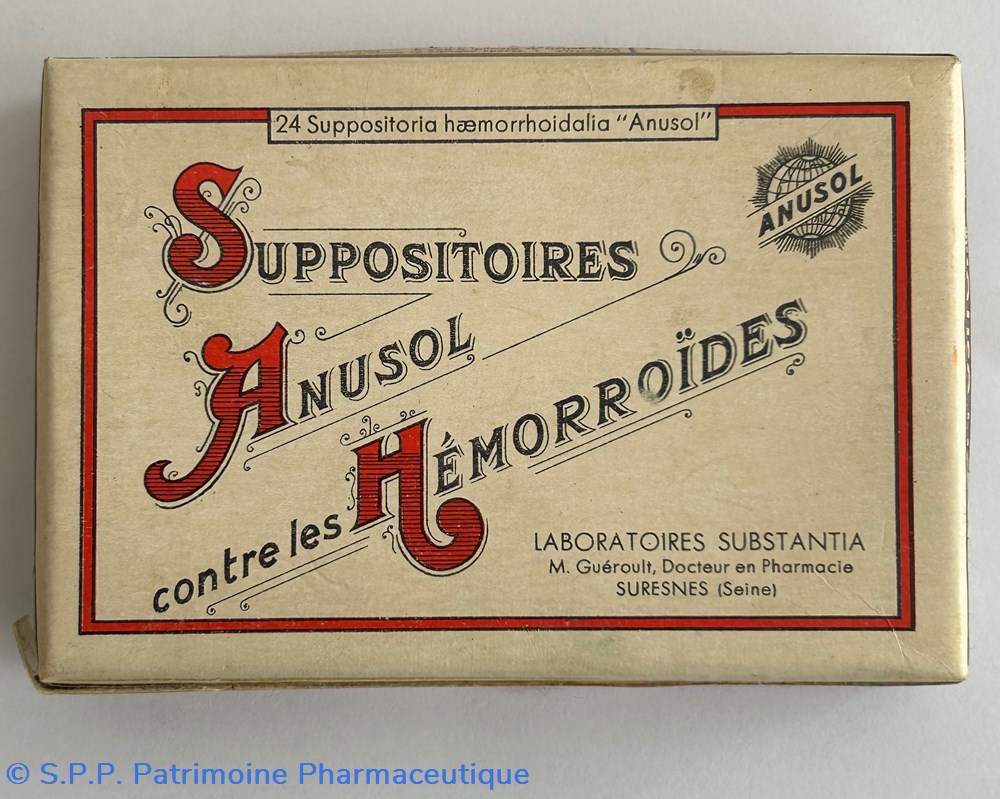 24 Suppositoria hæmorrhoidalia "Anusol"
ANUSOL
SUPPOSITOIRES
ANUSOL
contre les HÉMORROÏDES
LABORATOIRES SUBSTANTIA
M. Guéroult, Docteur en Pharmacie
SURESNES (Seine)
© S.P.P. Patrimoine Pharmaceutique